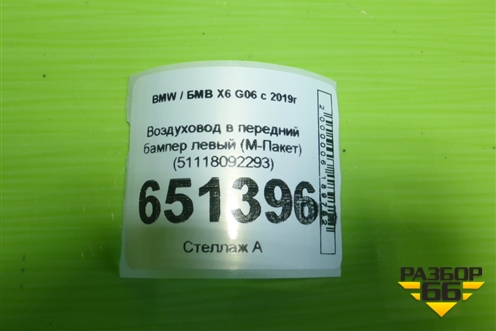 BMW / БМВ X6 G06 с 2019г
Воздуховод в передний
бампер левый (М-Пакет)
(51118092293)
651396
Стеллаж А
РАЗБОР
66